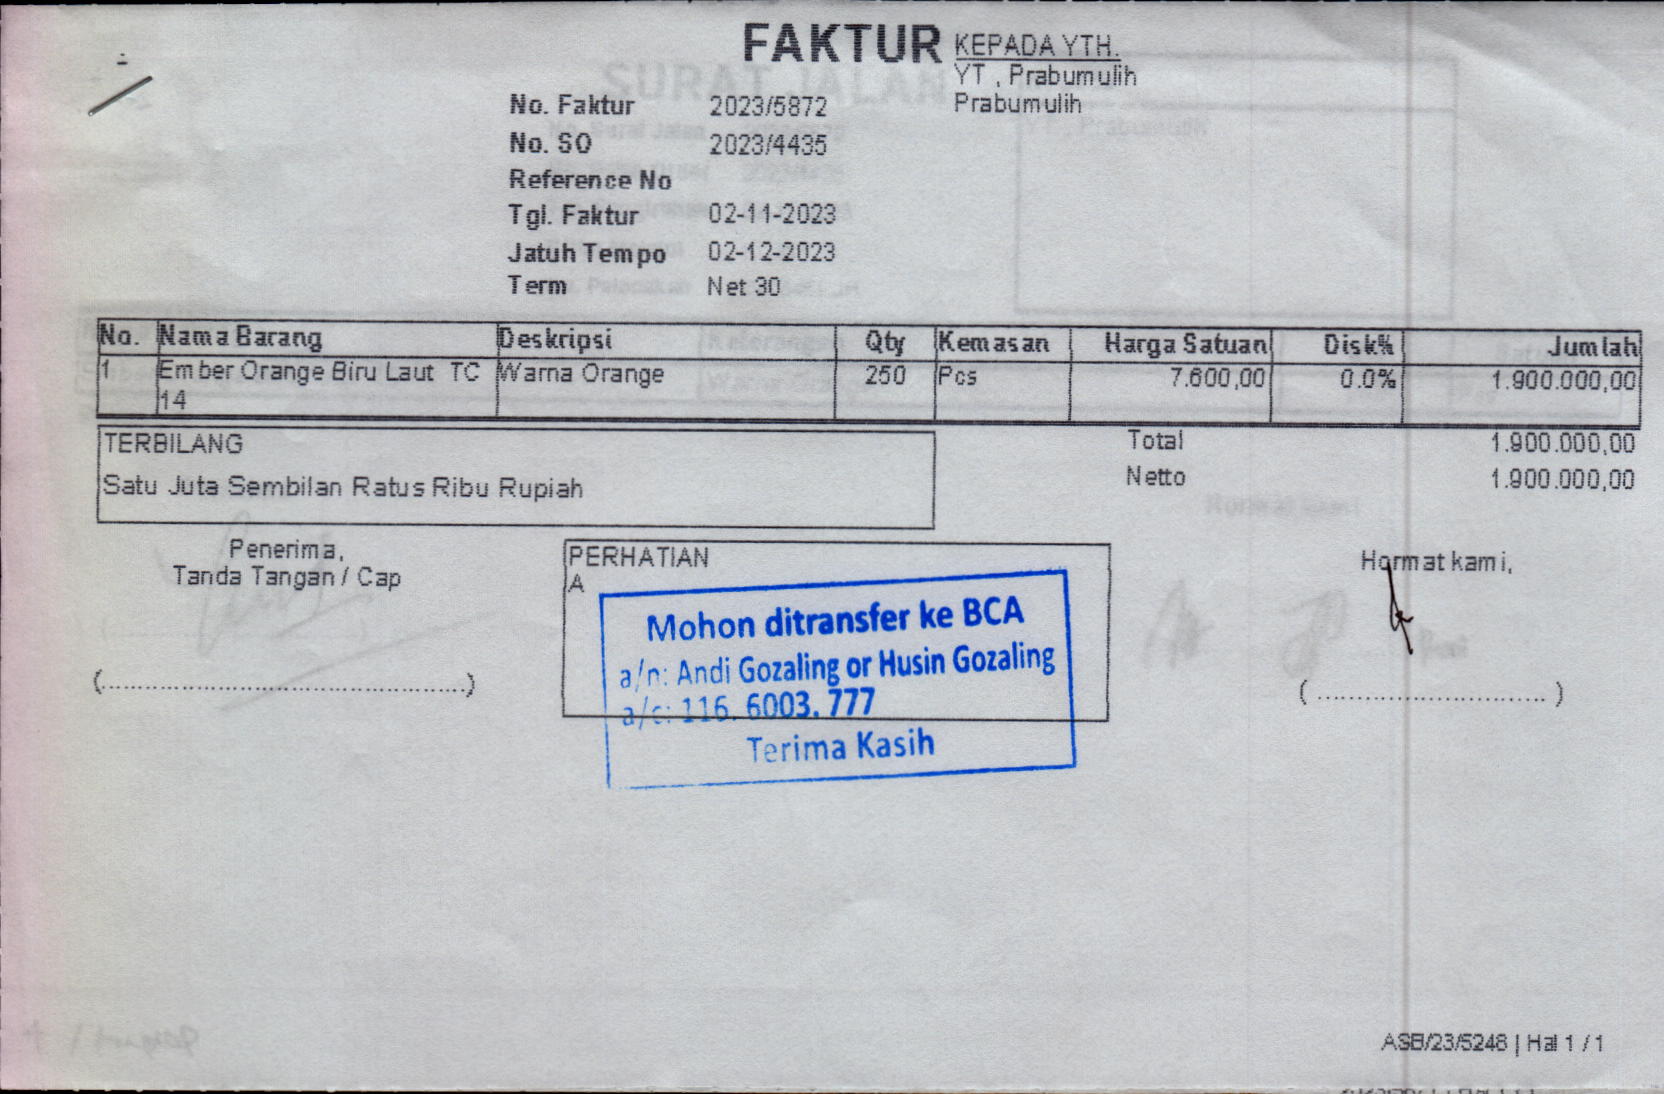 FAKTUR
KEPADA YTH.
YT , Prabumulih
Prabumulih
No. Faktur 2023/5872
No. SO 2023/4435
Reference No
Tgl. Faktur 02-11-2023
Jatuh Tempo 02-12-2023
Term Net 30
No. Nama Barang Deskripsi Qty Kemasan Harga Satuan Disk% Jumlah
1 Ember Orange Biru Laut TC Warna Orange 250 Pcs 7.600,00 0.0% 1.900.000,00
14
TERBILANG
Satu Juta Sembilan Ratus Ribu Rupiah
Total 1.900.000,00
Netto 1.900.000,00
Penerima,
Tanda Tangan / Cap
(............................................)
PERHATIAN
A
Mohon ditransfer ke BCA
a/n: Andi Gozaling or Husin Gozaling
a/c: 116. 6003. 777
Terima Kasih
Hormat kami,
(............................)
ASB/23/5248 | Hal 1 / 1
SURAT JALAN